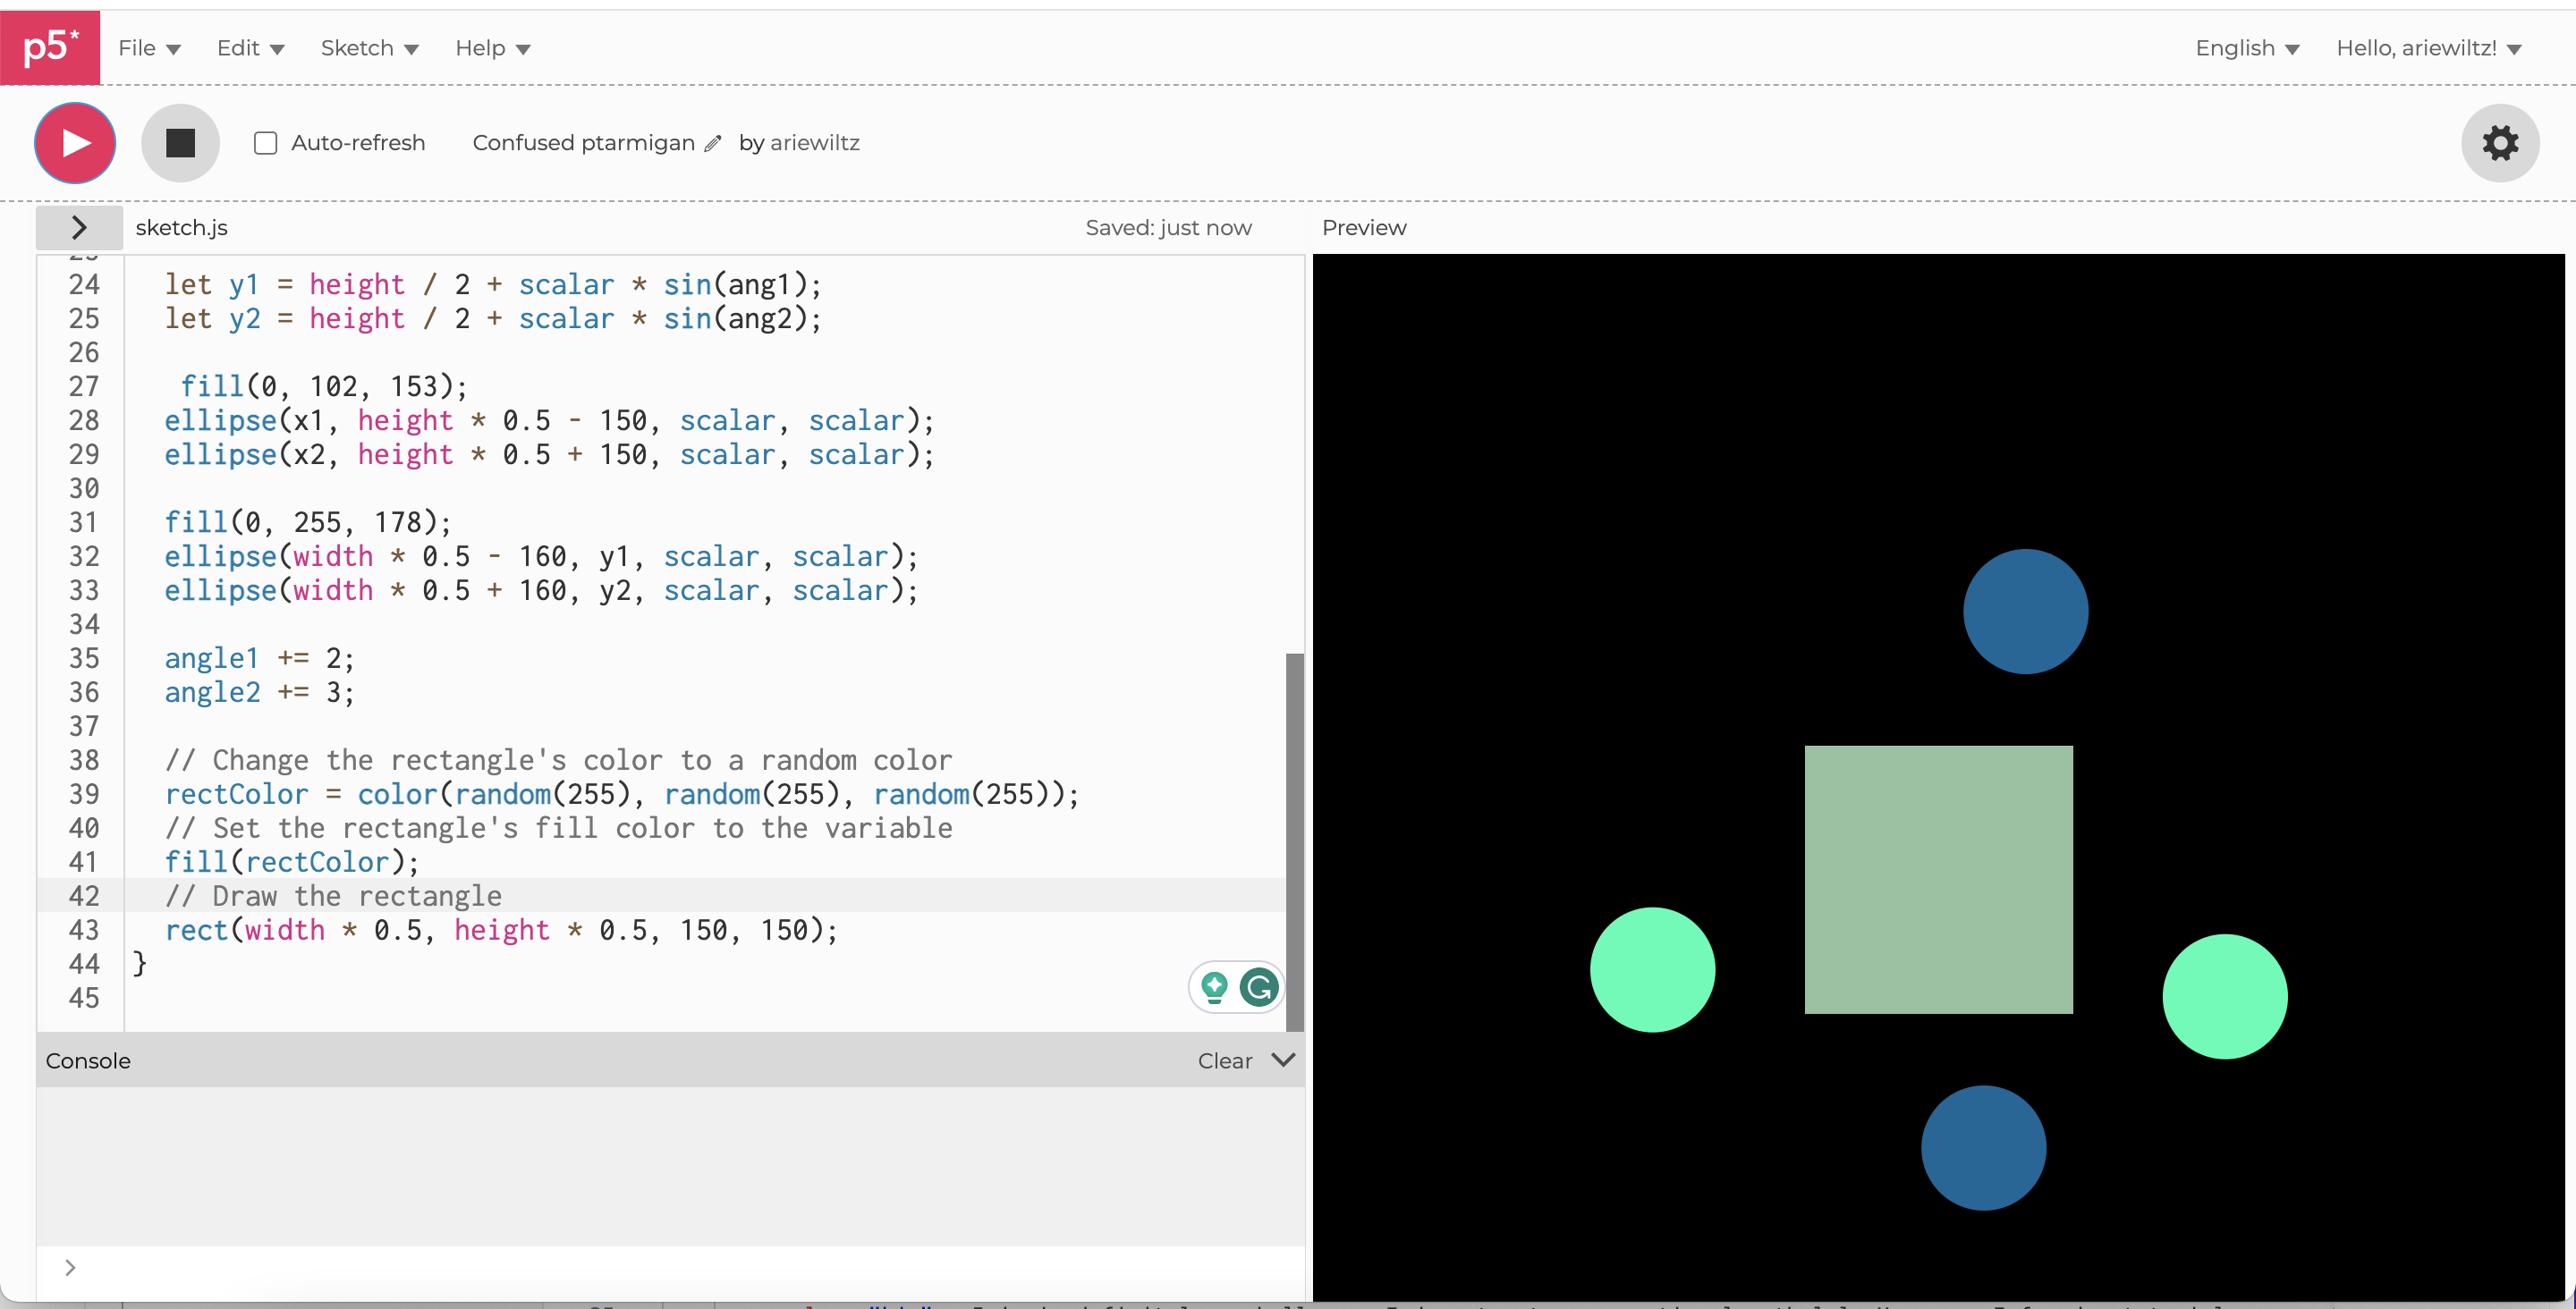 p5*
File
Edit
Sketch
Help
English
Hello, ariewiltz!
Auto-refresh
Confused ptarmigan
by ariewiltz
sketch.js
Saved: just now
Preview
24 let y1 = height / 2 + scalar * sin(ang1);
25 let y2 = height / 2 + scalar * sin(ang2);
26
27 fill(0, 102, 153);
28 ellipse(x1, height * 0.5 - 150, scalar, scalar);
29 ellipse(x2, height * 0.5 + 150, scalar, scalar);
30
31 fill(0, 255, 178);
32 ellipse(width * 0.5 - 160, y1, scalar, scalar);
33 ellipse(width * 0.5 + 160, y2, scalar, scalar);
34
35 angle1 += 2;
36 angle2 += 3;
37
38 // Change the rectangle's color to a random color
39 rectColor = color(random(255), random(255), random(255));
40 // Set the rectangle's fill color to the variable
41 fill(rectColor);
42 // Draw the rectangle
43 rect(width * 0.5, height * 0.5, 150, 150);
44 }
45
Console
Clear
>